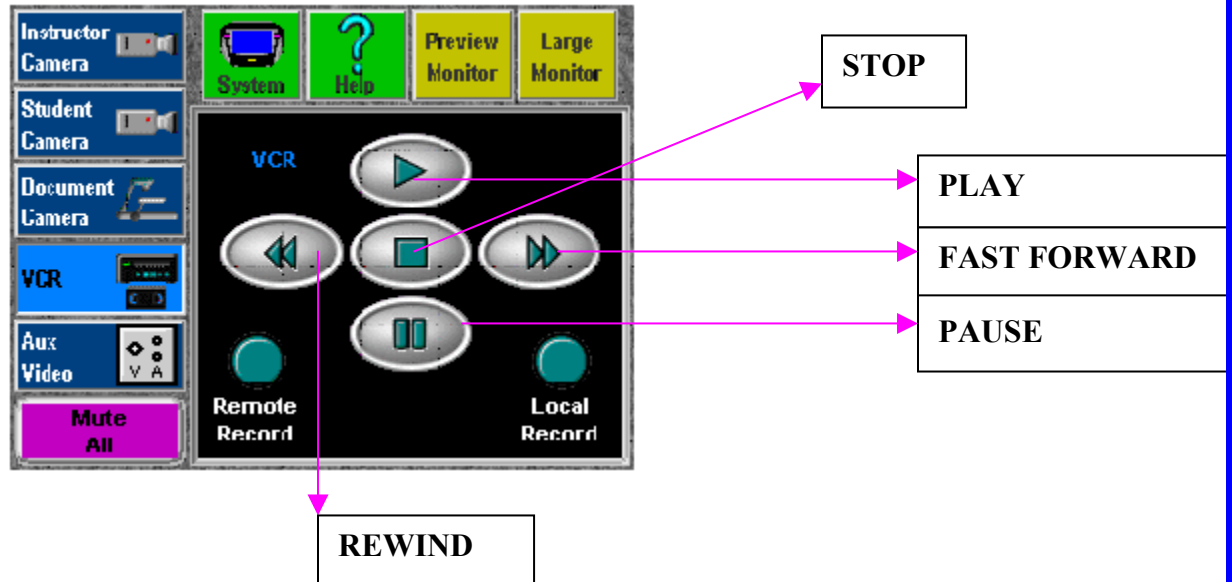 Instructor
Camera
Student
Camera
Document
Camera
VCR
Aux
Video
V A
Mute
All
System
Help
Preview
Monitor
Large
Monitor
VCR
Remote
Record
Local
Record
STOP
PLAY
FAST FORWARD
PAUSE
REWIND